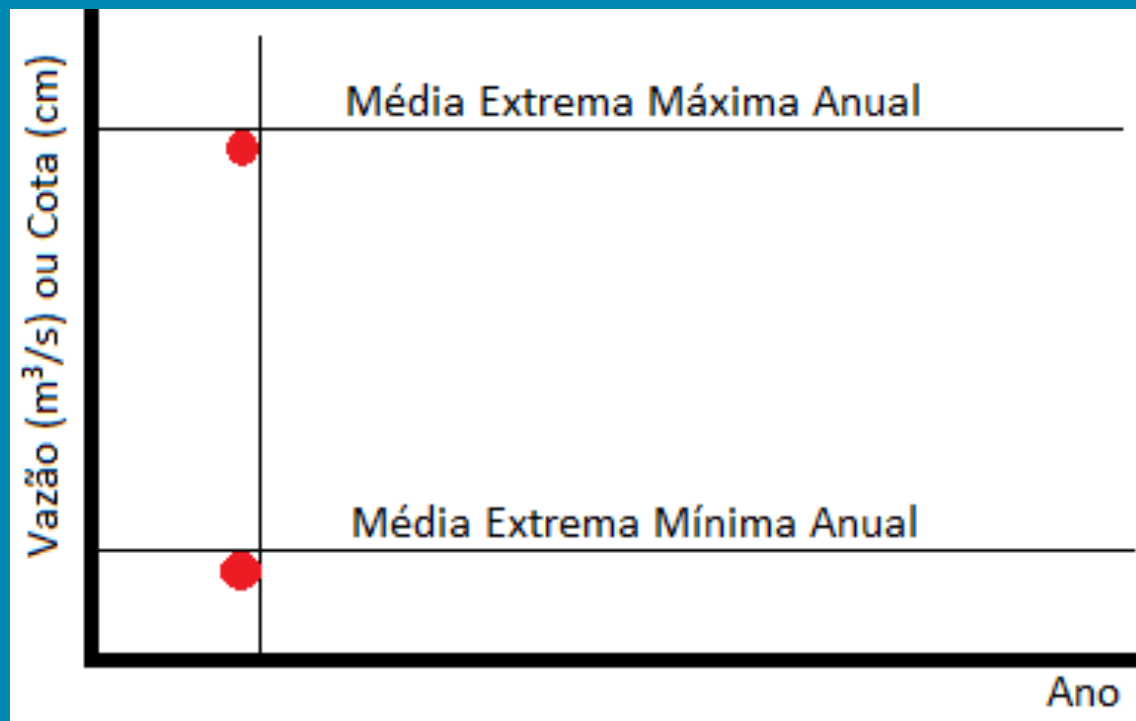 Vazão (m³/s) ou Cota (cm)
Média Extrema Máxima Anual
Média Extrema Mínima Anual
Ano